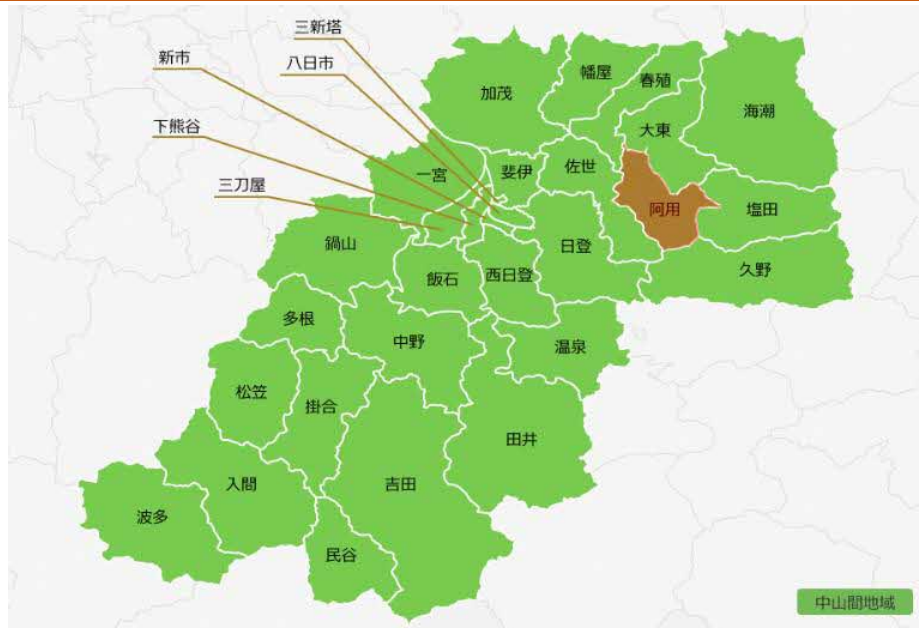 三新塔
新市
八日市
幡屋
春殖
加茂
海潮
下熊谷
大東
一宮
斐伊
佐世
三刀屋
阿用
塩田
鍋山
日登
久野
飯石
西日登
多根
中野
温泉
松笠
掛合
田井
入間
吉田
波多
民谷
中山間地域